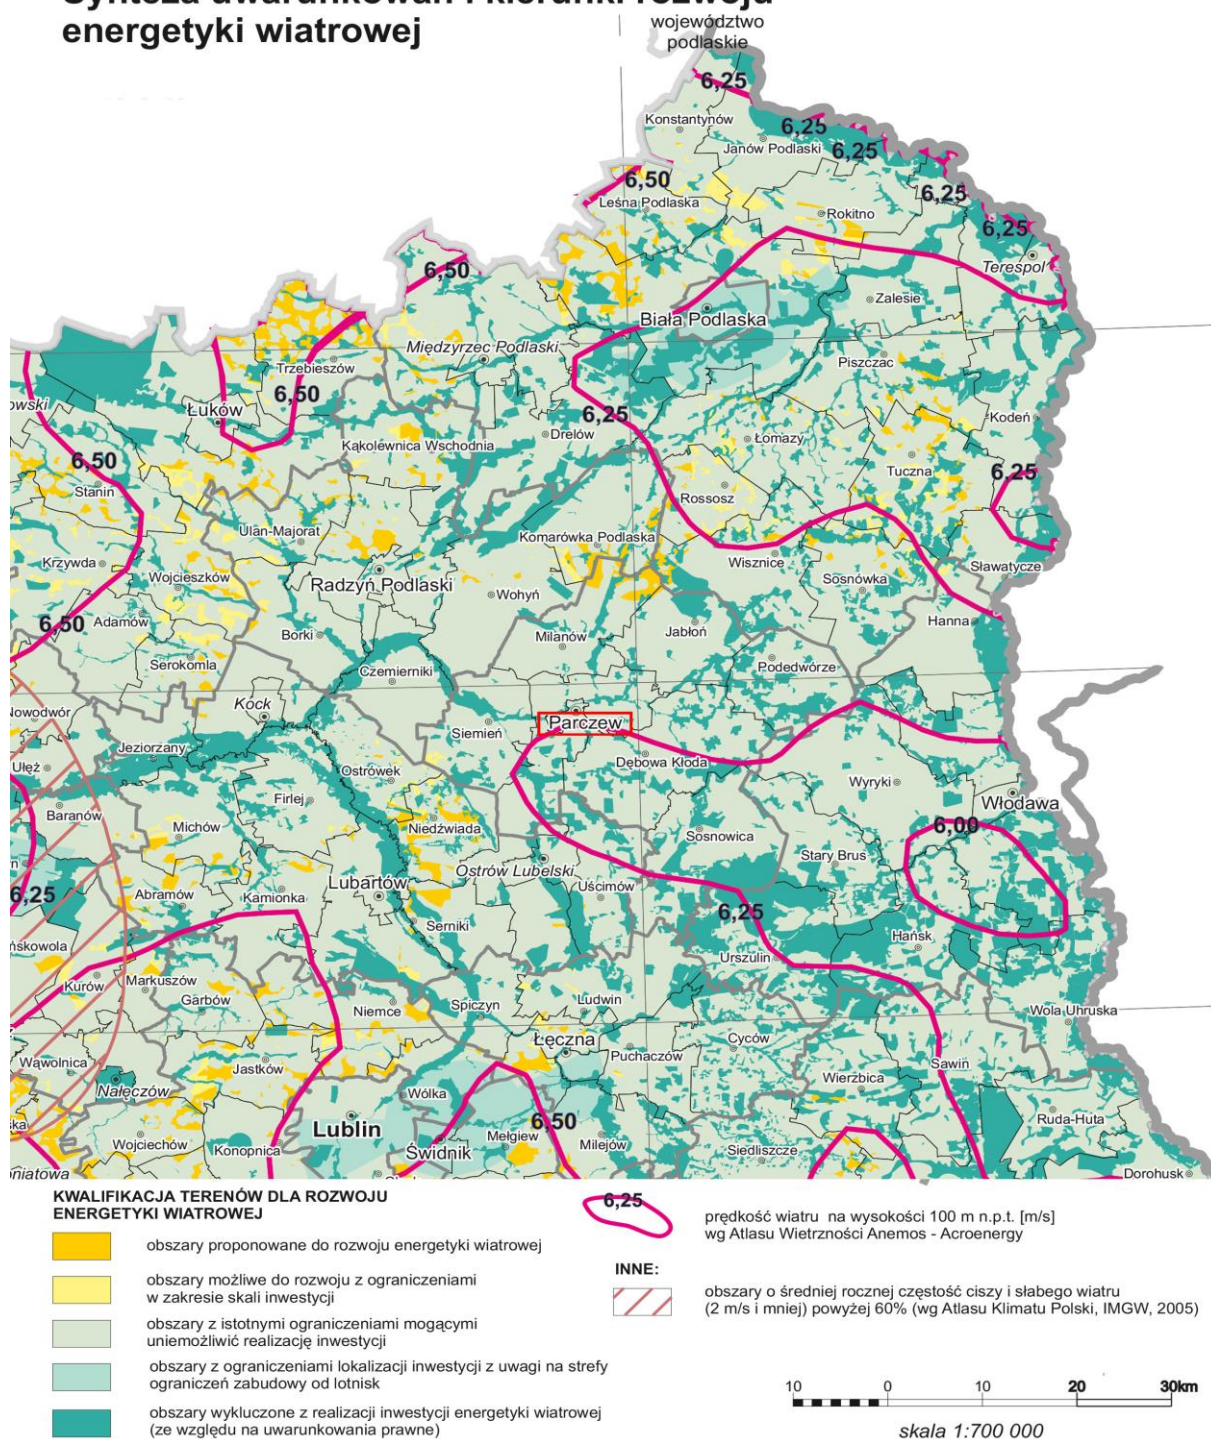 energetyki wiatrowej
województwo
podlaskie
6,25
Konstantynów
6,25
Janów Podlaski
6,25
6,50
6,25
Leśna Podlaska
Rokitno
6,25
6,50
Terespol
Zalesie
Biała Podlaska
Międzyrzec Podlaski
Trzebieszów
Piszczac
6,50
owski
Łuków
6,25
Kodeń
Drelów
Łomazy
Kąkolewnica Wschodnia
6,50
Tuczna
6,25
Stanin
Rossosz
Ulan-Majorat
Komarówka Podlaska
Krzywda
Wisznice
Sławatycze
Wojcieszków
Radzyń Podlaski
Sosnówka
Wohyń
6,50
Adamów
Hanna
Borki
Milanów
Jabłoń
Serokomla
Czemierniki
Podedwórze
Kock
Nowodwór
Parczew
Siemień
Jeziorzany
Ułęż
Ostrówek
Dębowa Kłoda
Wyryki
Firlej
Włodawa
Baranów
Michów
Niedźwiada
6,00
Sosnowica
Stary Brus
n
Ostrów Lubelski
6,25
Abramów
Kamionka
Lubartów
Uścimów
6,25
Serniki
Hańsk
ńskowola
Urszulin
Kurów
Markuszów
Garbów
Niemce
Spiczyn
Ludwin
Wola Uhruska
Łęczna
Cyców
Puchaczów
Wąwolnica
Jastków
Sawin
Nałęczów
Wólka
Wierzbica
Ruda-Huta
ska
Lublin
6,50
Wojciechów
Konopnica
Świdnik
Mełgiew
Milejów
Siedliszcze
oniatowa
Dorohusk
KWALIFIKACJA TERENÓW DLA ROZWOJU
ENERGETYKI WIATROWEJ
obszary proponowane do rozwoju energetyki wiatrowej
obszary możliwe do rozwoju z ograniczeniami
w zakresie skali inwestycji
obszary z istotnymi ograniczeniami mogącymi
uniemożliwić realizację inwestycji
obszary z ograniczeniami lokalizacji inwestycji z uwagi na strefy
ograniczeń zabudowy od lotnisk
obszary wykluczone z realizacji inwestycji energetyki wiatrowej
(ze względu na uwarunkowania prawne)
6,25
prędkość wiatru na wysokości 100 m n.p.t. [m/s]
wg Atlasu Wietrzności Anemos - Acroenergy
INNE:
obszary o średniej rocznej częstość ciszy i słabego wiatru
(2 m/s i mniej) powyżej 60% (wg Atlasu Klimatu Polski, IMGW, 2005)
10 0 10 20 30km
skala 1:700 000